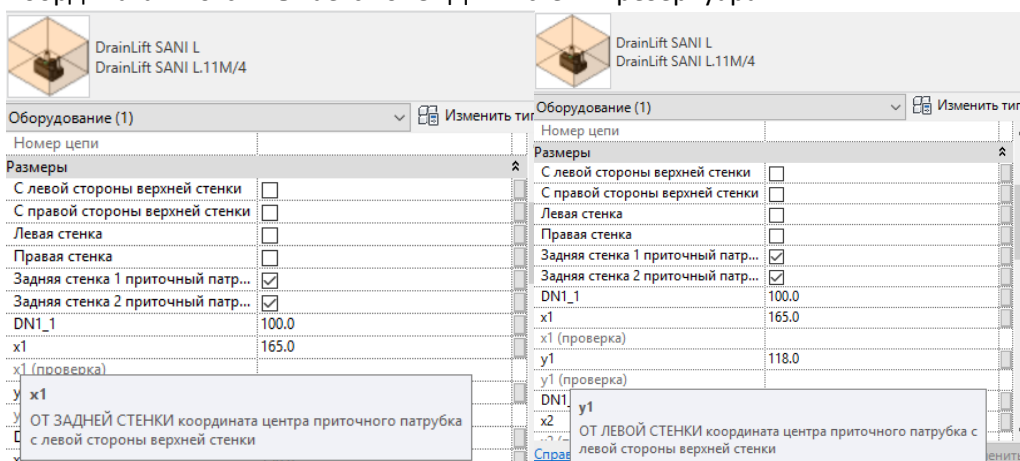 DrainLift SANI L
DrainLift SANI L.11M/4
Оборудование (1)
Изменить тип
Номер цепи
Размеры
С левой стороны верхней стенки
С правой стороны верхней стенки
Левая стенка
Правая стенка
Задняя стенка 1 приточный патр...
Задняя стенка 2 приточный патр...
DN1_1 100.0
x1 165.0
x1 (проверка)
x1
ОТ ЗАДНЕЙ СТЕНКИ координата центра приточного патрубка
с левой стороны верхней стенки
DrainLift SANI L
DrainLift SANI L.11M/4
Оборудование (1)
Изменить тип
Номер цепи
Размеры
С левой стороны верхней стенки
С правой стороны верхней стенки
Левая стенка
Правая стенка
Задняя стенка 1 приточный патр...
Задняя стенка 2 приточный патр...
DN1_1 100.0
x1 165.0
x1 (проверка)
y1 118.0
y1 (проверка)
DN1_
x2
y1
ОТ ЛЕВОЙ СТЕНКИ координата центра приточного патрубка с
левой стороны верхней стенки
Справ